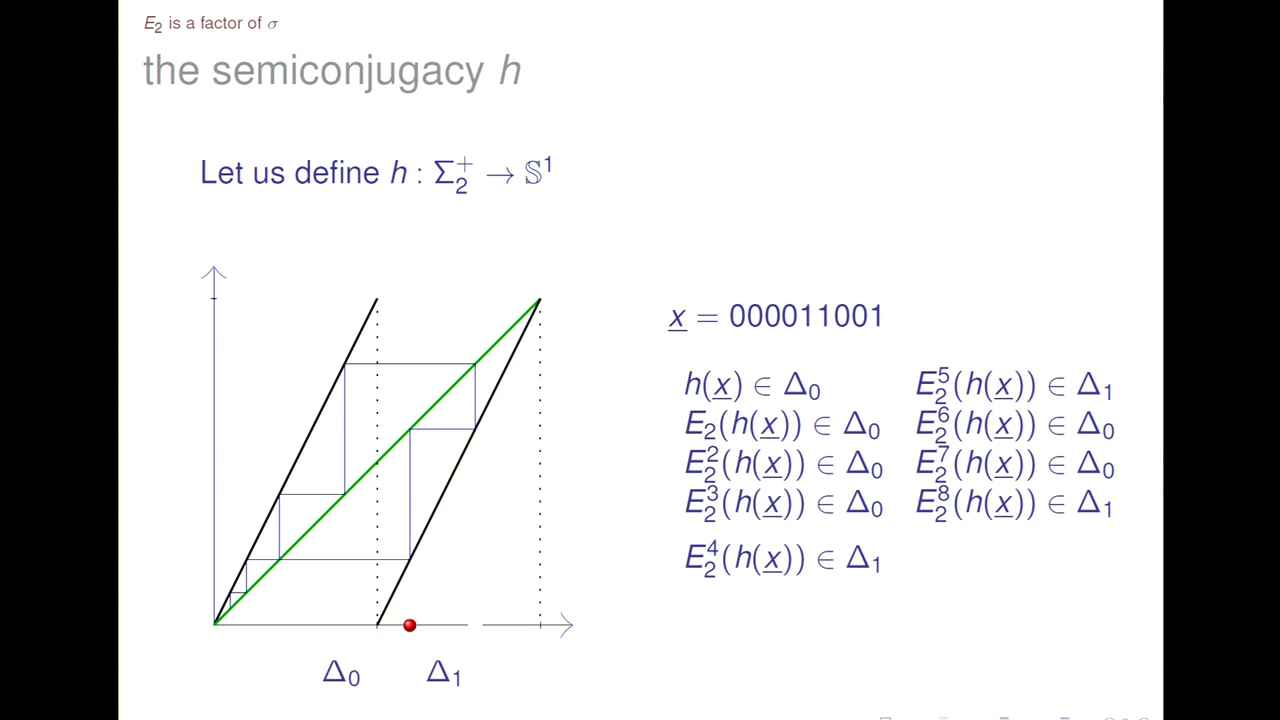 E₂ is a factor of σ
the semiconjugacy h
Let us define h : Σ₂⁺ → 𝕊¹
x̲ = 000011001
h(x̲) ∈ Δ₀
E₂(h(x̲)) ∈ Δ₀
E₂²(h(x̲)) ∈ Δ₀
E₂³(h(x̲)) ∈ Δ₀
E₂⁴(h(x̲)) ∈ Δ₁
E₂⁵(h(x̲)) ∈ Δ₁
E₂⁶(h(x̲)) ∈ Δ₀
E₂⁷(h(x̲)) ∈ Δ₀
E₂⁸(h(x̲)) ∈ Δ₁
Δ₀ Δ₁